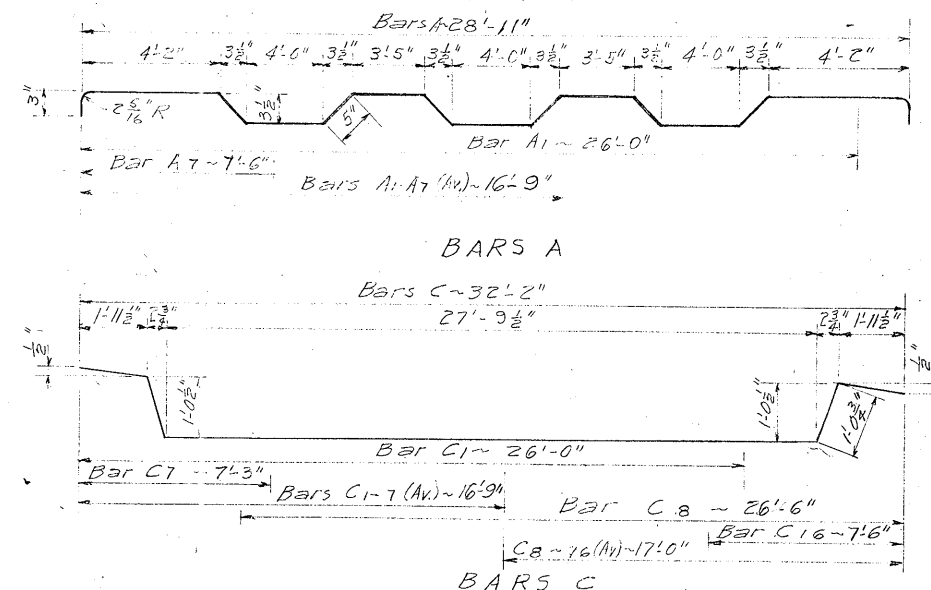 Bars A~28'-11"
4'-2" 3½" 4'-0" 3½" 3'-5" 3½" 4'-0" 3½" 3'-5" 3½" 4'-0" 3½" 4'-2"
3"
2 5/16" R
3½"
5"
Bar A1 ~ 26'-0"
Bar A7 ~ 7'-6"
Bars A1-A7 (Av.) ~ 16'-9"
BARS A
Bars C ~ 32'-2"
1'-11½" 2¾" 27'-9½" 2¾" 1'-11½"
½" ½"
1'-0½" 1'-0½" 1'-0¾"
Bar C1 ~ 26'-0"
Bar C7 ~ 7'-3"
Bars C1-7 (Av.) ~ 16'-9"
Bar C8 ~ 26'-6"
Bar C16 ~ 7'-6"
C8 ~ 16 (Av) ~ 17'-0"
BARS C